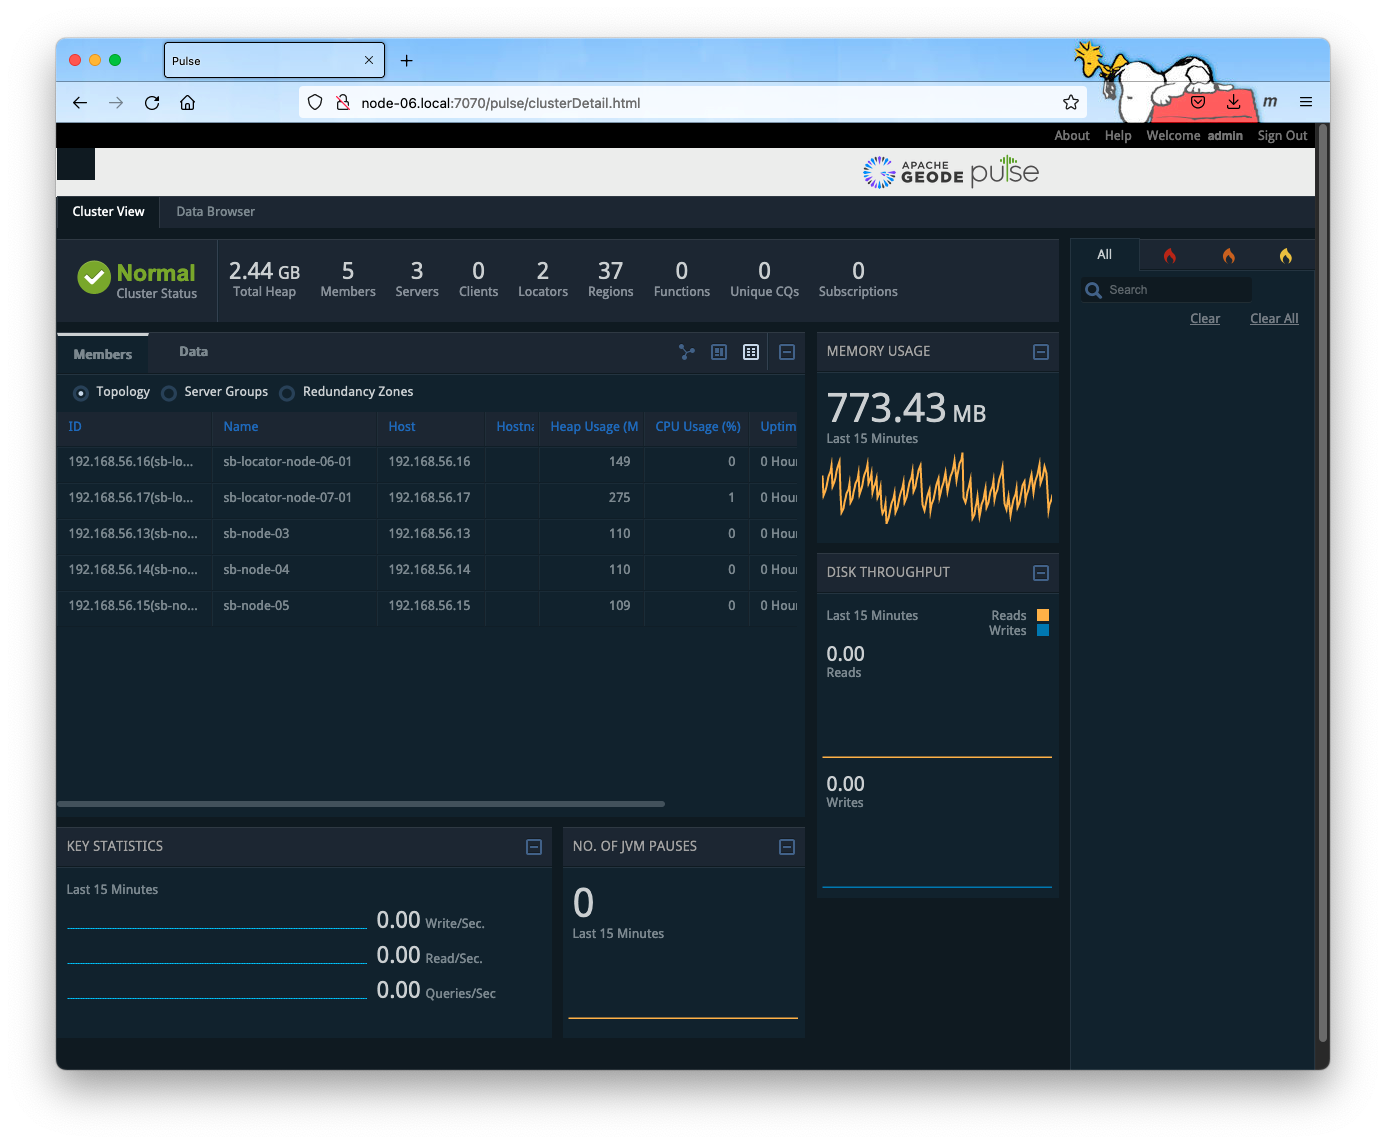 Pulse
node-06.local:7070/pulse/clusterDetail.html
m
About Help Welcome admin Sign Out
APACHE
GEODE pulse
Cluster View Data Browser
Normal
Cluster Status
2.44 GB
Total Heap
5
Members
3
Servers
0
Clients
2
Locators
37
Regions
0
Functions
0
Unique CQs
0
Subscriptions
All
Search
Clear Clear All
Members Data
Topology Server Groups Redundancy Zones
ID Name Host Hostna Heap Usage (M CPU Usage (%) Uptim
192.168.56.16(sb-lo... sb-locator-node-06-01 192.168.56.16 149 0 0 Hour
192.168.56.17(sb-lo... sb-locator-node-07-01 192.168.56.17 275 1 0 Hour
192.168.56.13(sb-no... sb-node-03 192.168.56.13 110 0 0 Hour
192.168.56.14(sb-no... sb-node-04 192.168.56.14 110 0 0 Hour
192.168.56.15(sb-no... sb-node-05 192.168.56.15 109 0 0 Hour
MEMORY USAGE
773.43 MB
Last 15 Minutes
DISK THROUGHPUT
Last 15 Minutes Reads
Writes
0.00
Reads
0.00
Writes
KEY STATISTICS
Last 15 Minutes
0.00 Write/Sec.
0.00 Read/Sec.
0.00 Queries/Sec
NO. OF JVM PAUSES
0
Last 15 Minutes